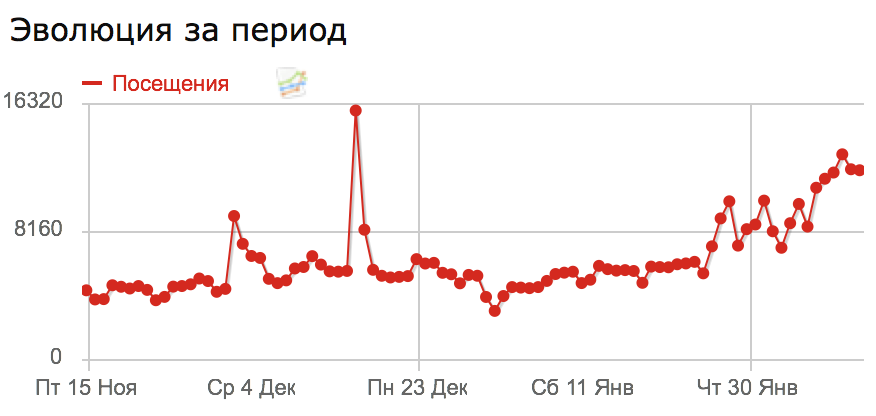 Эволюция за период
Посещения
16320
8160
0
Пт 15 Ноя Ср 4 Дек Пн 23 Дек Сб 11 Янв Чт 30 Янв